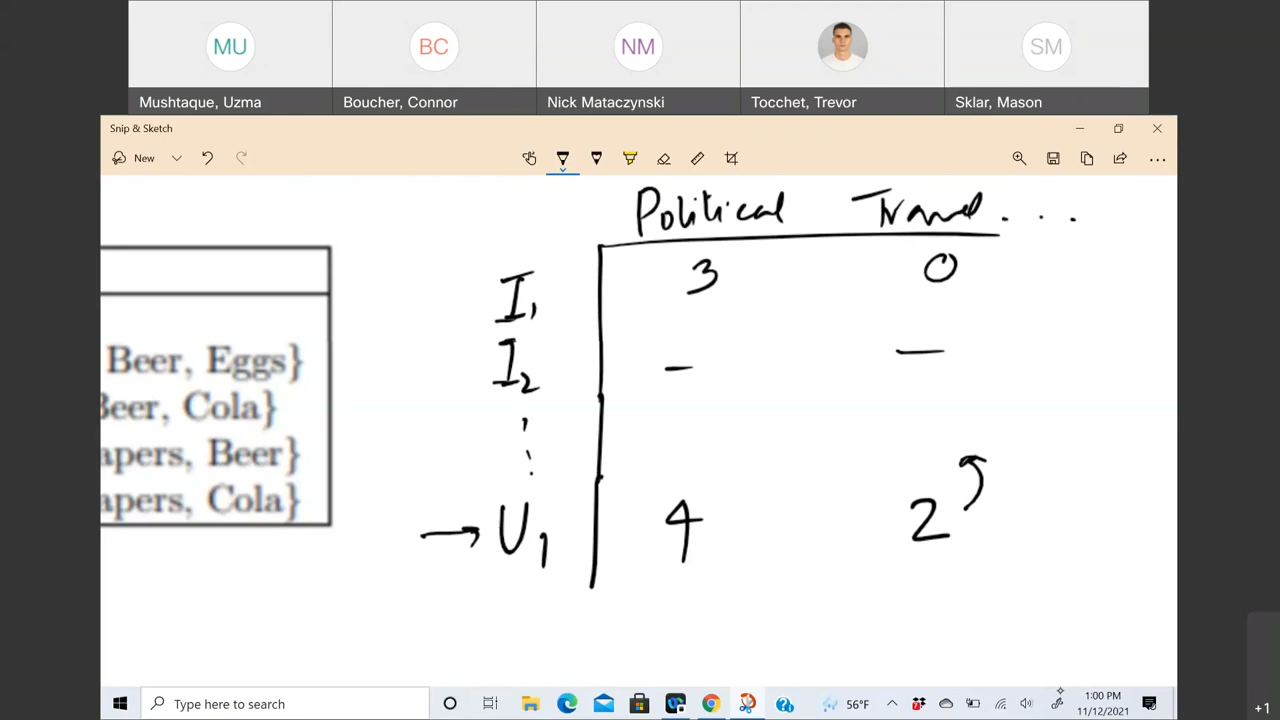 MU BC NM SM
Mushtaque, Uzma Boucher, Connor Nick Mataczynski Tocchet, Trevor Sklar, Mason
Snip & Sketch
New
Political Travel . . .
I1 3 0
I2 — —
Beer, Eggs}
Beer, Cola}
apers, Beer}
apers, Cola}
→ U1 4 2
Type here to search
56°F
1:00 PM
11/12/2021
+1